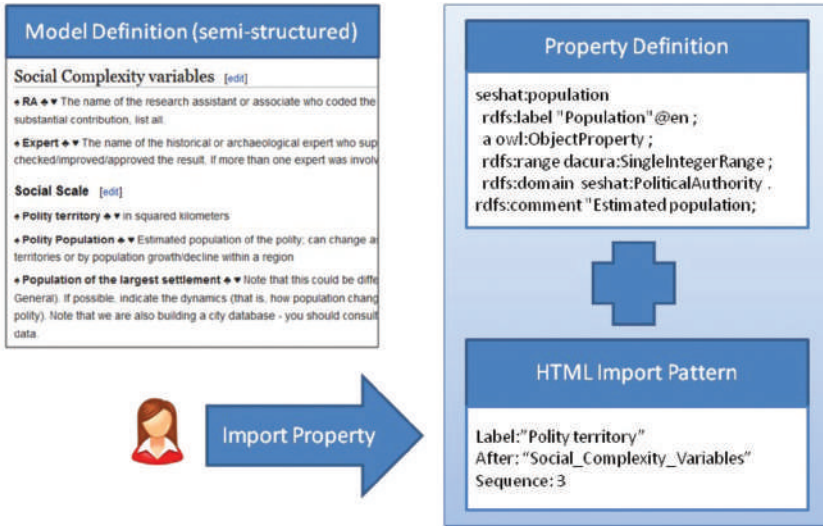 Model Definition (semi-structured)
Social Complexity variables [edit]
♠ RA ♣ ♥ The name of the research assistant or associate who coded the
substantial contribution, list all.
♠ Expert ♣ ♥ The name of the historical or archaeological expert who sup
checked/improved/approved the result. If more than one expert was involv
Social Scale [edit]
♠ Polity territory ♣ ♥ in squared kilometers
♠ Polity Population ♣ ♥ Estimated population of the polity; can change as
territories or by population growth/decline within a region
♠ Population of the largest settlement ♣ ♥ Note that this could be diffe
General). If possible, indicate the dynamics (that is, how population chang
polity). Note that we are also building a city database - you should consult
data.
Import Property
Property Definition
seshat:population
rdfs:label "Population"@en ;
a owl:ObjectProperty ;
rdfs:range dacura:SingleIntegerRange ;
rdfs:domain seshat:PoliticalAuthority .
rdfs:comment "Estimated population;
HTML Import Pattern
Label:"Polity territory"
After: "Social_Complexity_Variables"
Sequence: 3